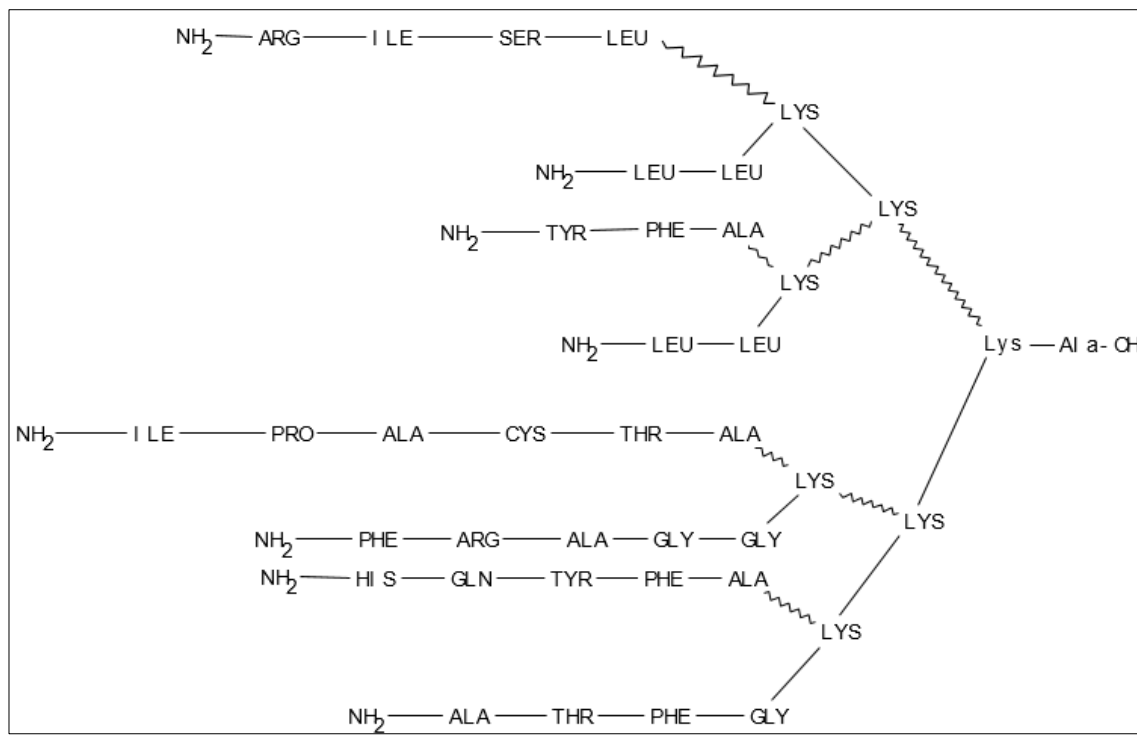 NH2 ARG ILE SER LEU
LYS
NH2 LEU LEU
LYS
NH2 TYR PHE ALA
LYS
NH2 LEU LEU
Lys Ala-CH
NH2 ILE PRO ALA CYS THR ALA
LYS
LYS
NH2 PHE ARG ALA GLY GLY
NH2 HIS GLN TYR PHE ALA
LYS
NH2 ALA THR PHE GLY